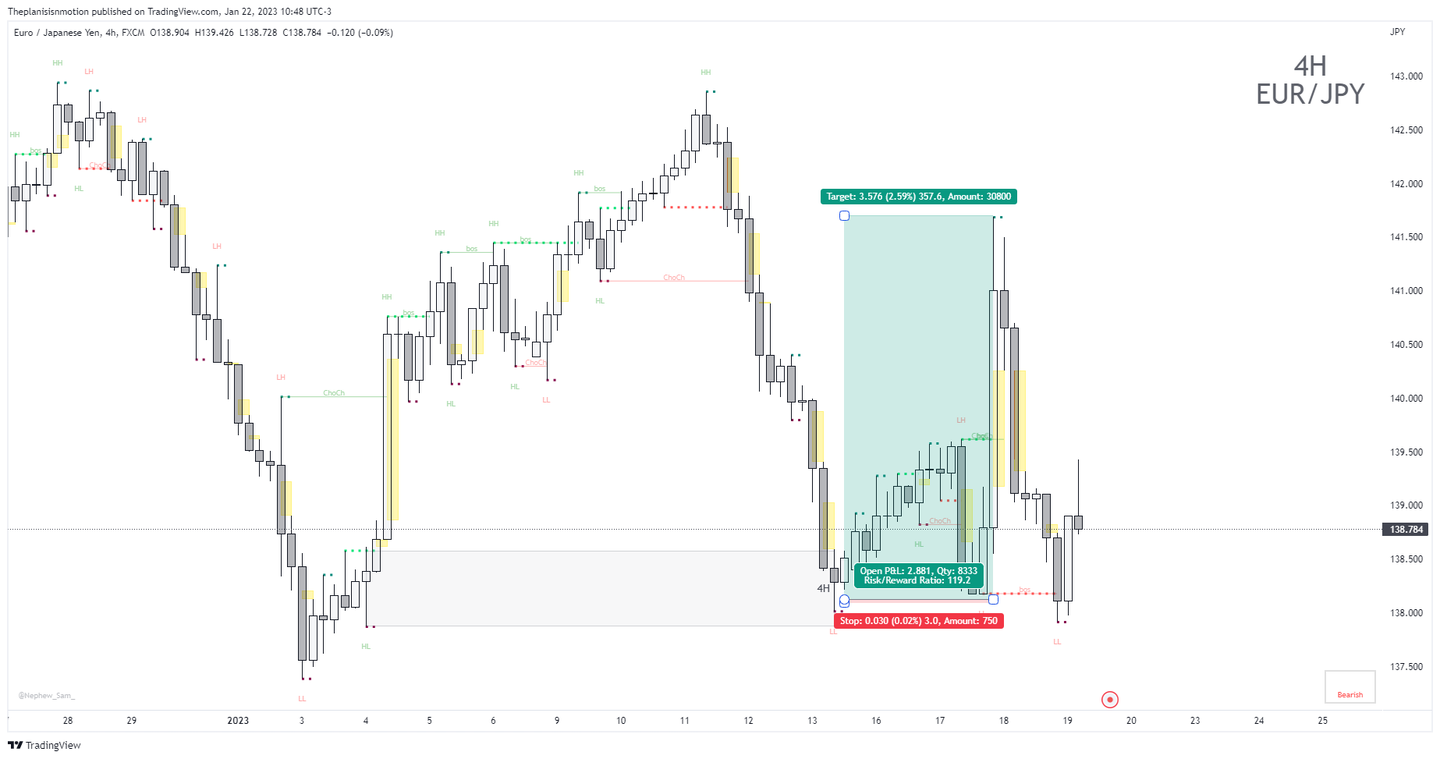 Theplanisinmotion published on TradingView.com, Jan 22, 2023 10:48 UTC-3
Euro / Japanese Yen, 4h, FXCM O138.904 H139.426 L138.728 C138.784 −0.120 (−0.09%)
JPY
4H
EUR/JPY
143.000
142.500
142.000
141.500
141.000
140.500
140.000
139.500
139.000
138.784
138.500
138.000
137.500
HH
LH
HH
LH
HH
bos
ChoCh
HL
LH
LH
ChoCh
LL
HH
bos
HH
bos
HH
bos
HH
bos
HL
HL
ChoCh
LL
HL
ChoCh
HL
Target: 3.576 (2.59%) 357.6, Amount: 30800
LH
bos
ChoCh
HL
Open P&L: 2.881, Qty: 8333
Risk/Reward Ratio: 119.2
4H
Stop: 0.030 (0.02%) 3.0, Amount: 750
LL
bos
LL
@Nephew_Sam_
Bearish
28 29 2023 3 4 5 6 9 10 11 12 13 16 17 18 19 20 23 24 25
TradingView